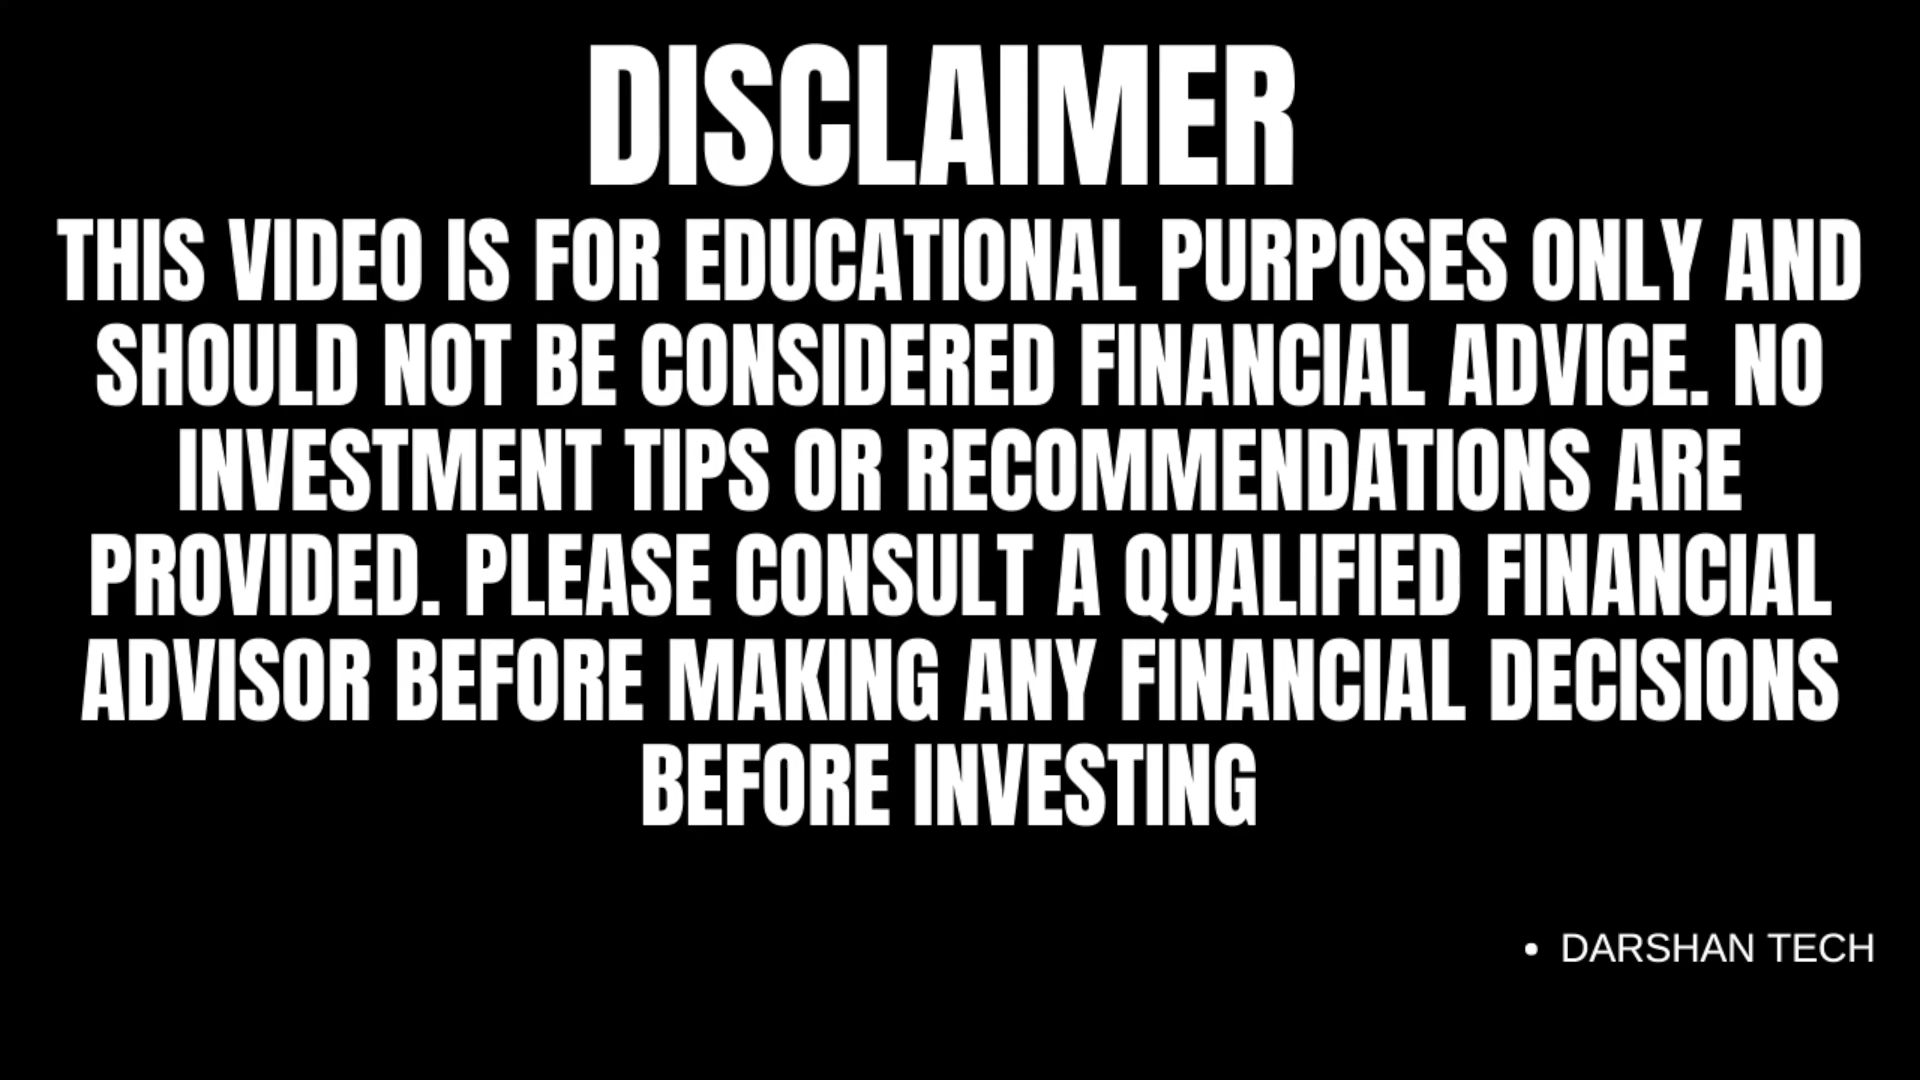 DISCLAIMER
THIS VIDEO IS FOR EDUCATIONAL PURPOSES ONLY AND
SHOULD NOT BE CONSIDERED FINANCIAL ADVICE. NO
INVESTMENT TIPS OR RECOMMENDATIONS ARE
PROVIDED. PLEASE CONSULT A QUALIFIED FINANCIAL
ADVISOR BEFORE MAKING ANY FINANCIAL DECISIONS
BEFORE INVESTING
• DARSHAN TECH